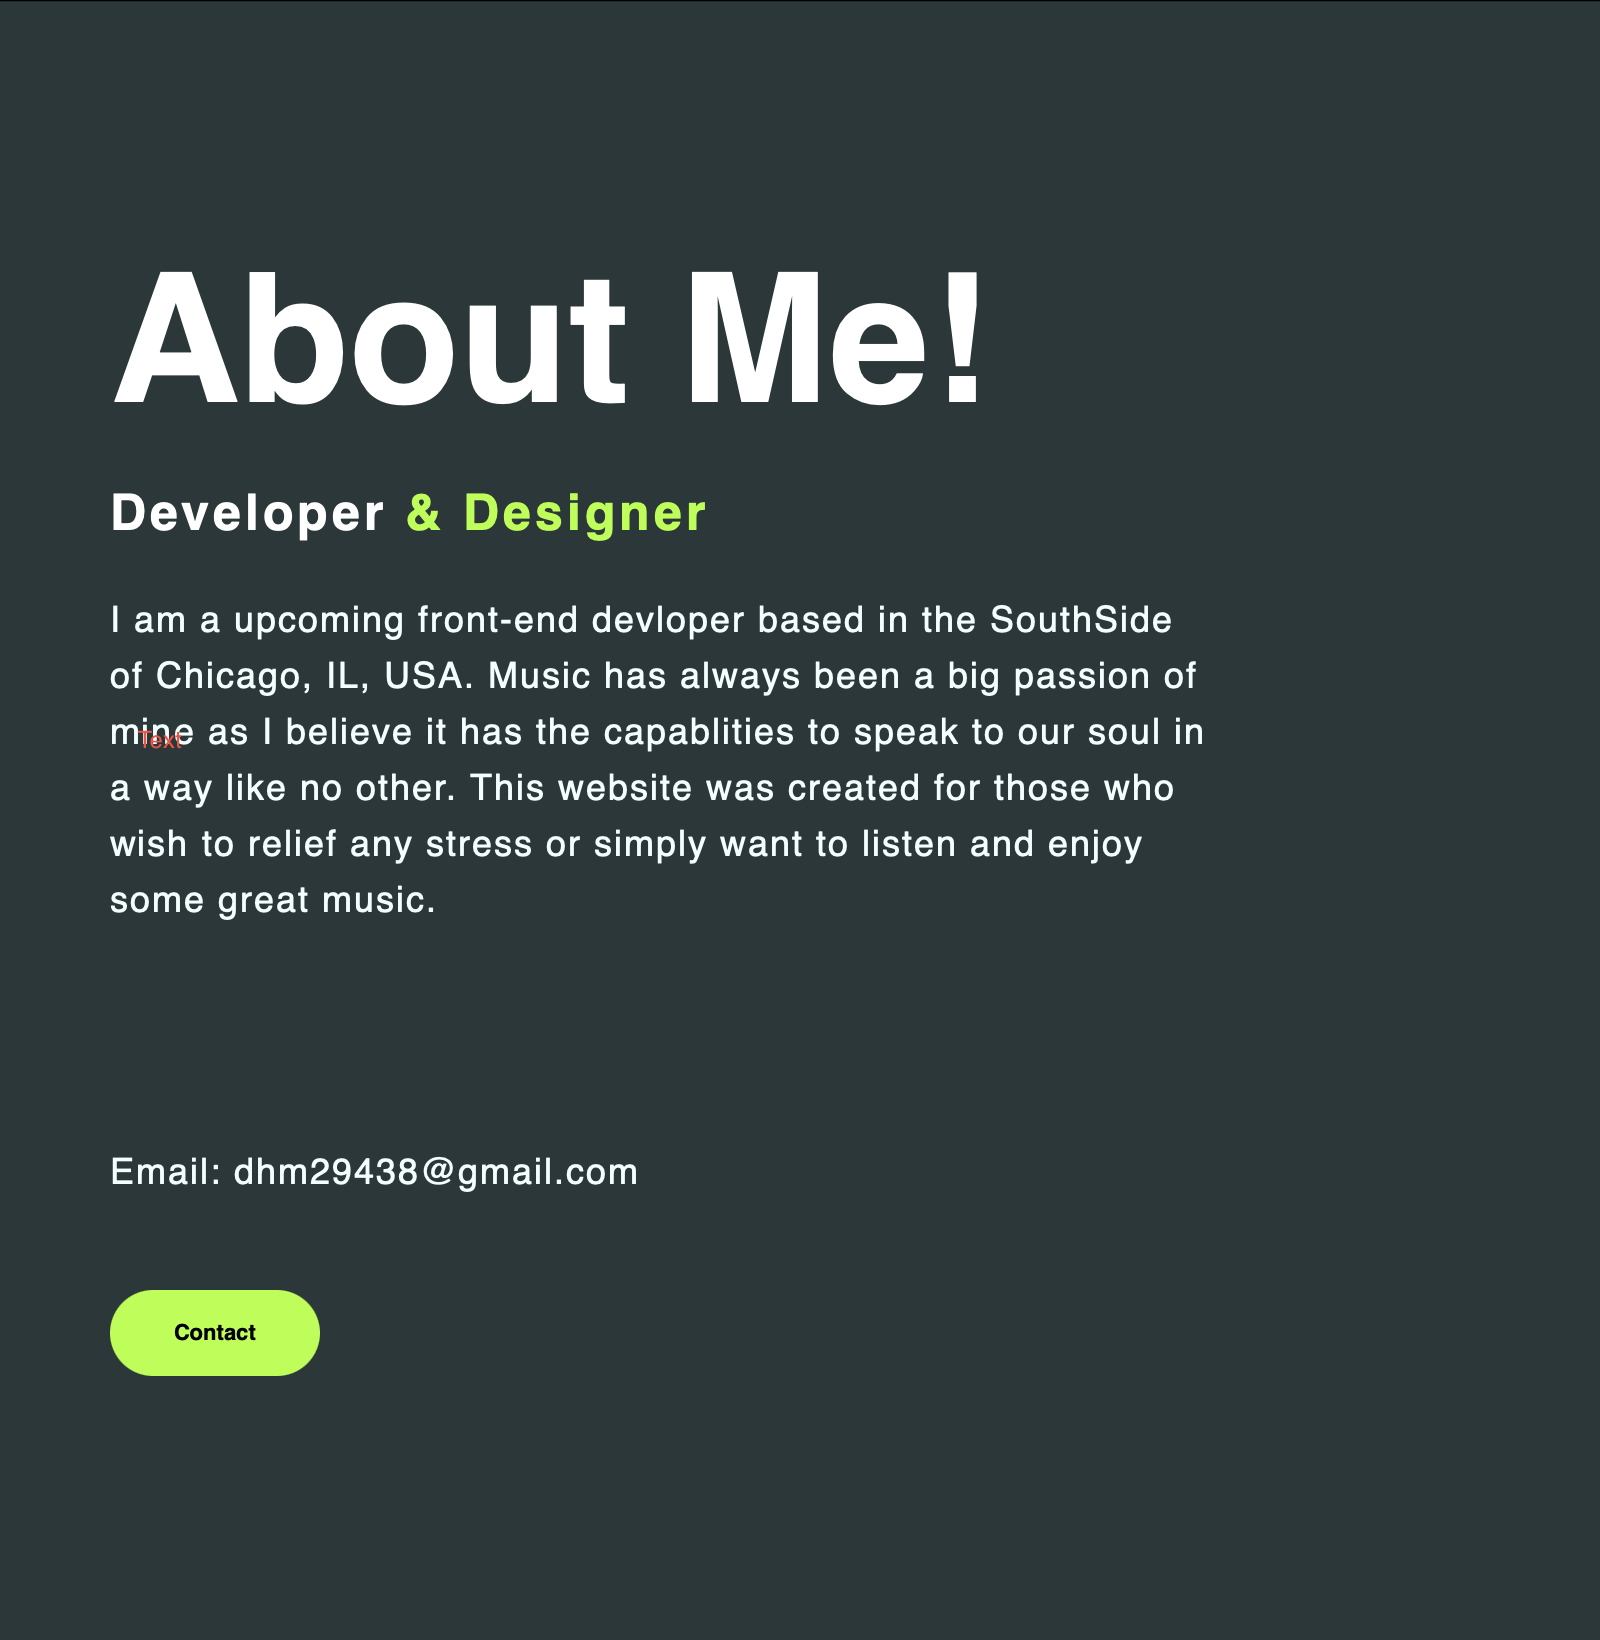 About Me!
Developer & Designer
I am a upcoming front-end devloper based in the SouthSide
of Chicago, IL, USA. Music has always been a big passion of
mine as I believe it has the capablities to speak to our soul in
Text
a way like no other. This website was created for those who
wish to relief any stress or simply want to listen and enjoy
some great music.
Email: dhm29438@gmail.com
Contact